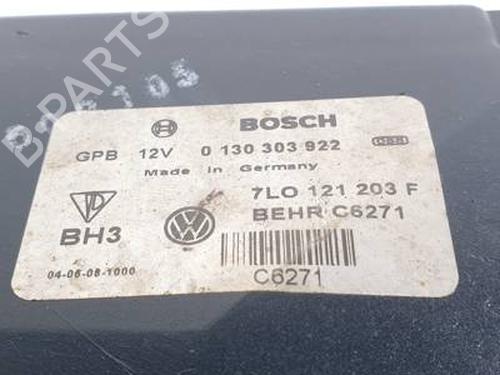 B-PARTS
BOSCH
GPB 12V 0 130 303 922
Made in Germany
7L0 121 203 F
BEHR C6271
BH3
04-06-08-1000
C6271